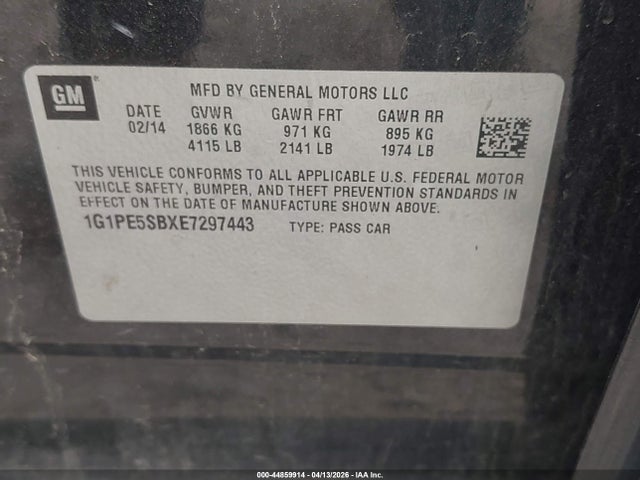 GM
MFD BY GENERAL MOTORS LLC
DATE GVWR GAWR FRT GAWR RR
02/14 1866 KG 971 KG 895 KG
4115 LB 2141 LB 1974 LB
THIS VEHICLE CONFORMS TO ALL APPLICABLE U.S. FEDERAL MOTOR
VEHICLE SAFETY, BUMPER, AND THEFT PREVENTION STANDARDS IN
EFFECT ON THE DATE OF MANUFACTURE SHOWN ABOVE.
1G1PE5SBXE7297443 TYPE: PASS CAR
000-44859914 - 04/13/2026 - IAA Inc.